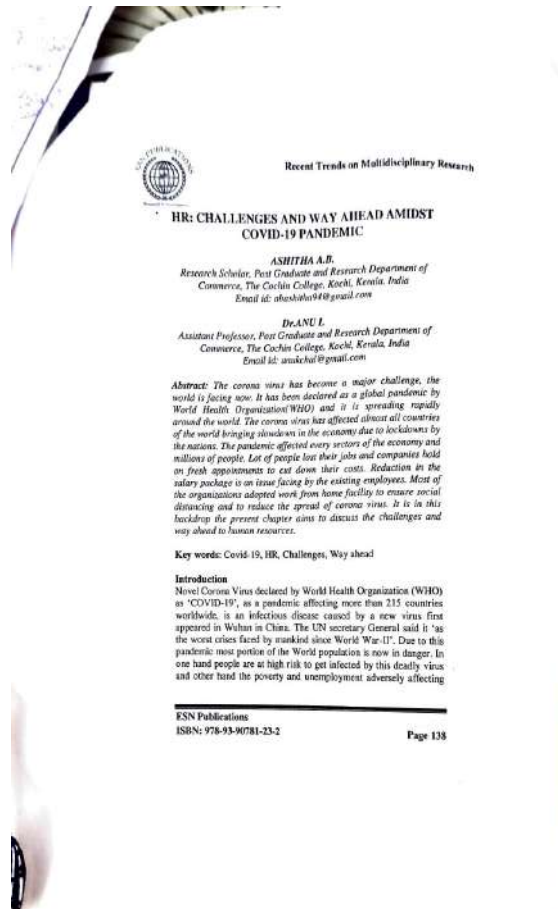 ESN PUBLICATIONS
Recent Trends on Multidisciplinary Research
HR: CHALLENGES AND WAY AHEAD AMIDST
COVID-19 PANDEMIC
ASHITHA A.B.
Research Scholar, Post Graduate and Research Department of
Commerce, The Cochin College, Kochi, Kerala, India
Email id:
Dr.ANU L
Assistant Professor, Post Graduate and Research Department of
Commerce, The Cochin College, Kochi, Kerala, India
Email id:
Abstract: The corona virus has become a major challenge, the
world is facing now. It has been declared as a global pandemic by
World Health Organization(WHO) and it is spreading rapidly
around the world. The corona virus has affected almost all countries
of the world bringing slowdown in the economy due to lockdowns by
the nations. The pandemic affected every sectors of the economy and
millions of people. Lot of people lost their jobs and companies hold
on fresh appointments to cut down their costs. Reduction in the
salary package is an issue facing by the existing employees. Most of
the organizations adopted work from home facility to ensure social
distancing and to reduce the spread of corona virus. It is in this
backdrop the present chapter aims to discuss the challenges and
way ahead to human resources.
Key words: Covid-19, HR, Challenges, Way ahead
Introduction
Novel Corona Virus declared by World Health Organization (WHO)
as 'COVID-19', as a pandemic affecting more than 215 countries
worldwide, is an infectious disease caused by a new virus first
appeared in Wuhan in China. The UN secretary General said it 'as
the worst crises faced by mankind since World War-II'. Due to this
pandemic most portion of the World population is now in danger. In
one hand people are at high risk to get infected by this deadly virus
and other hand the poverty and unemployment adversely affecting
ESN Publications
ISBN: 978-93-90781-23-2
Page 138